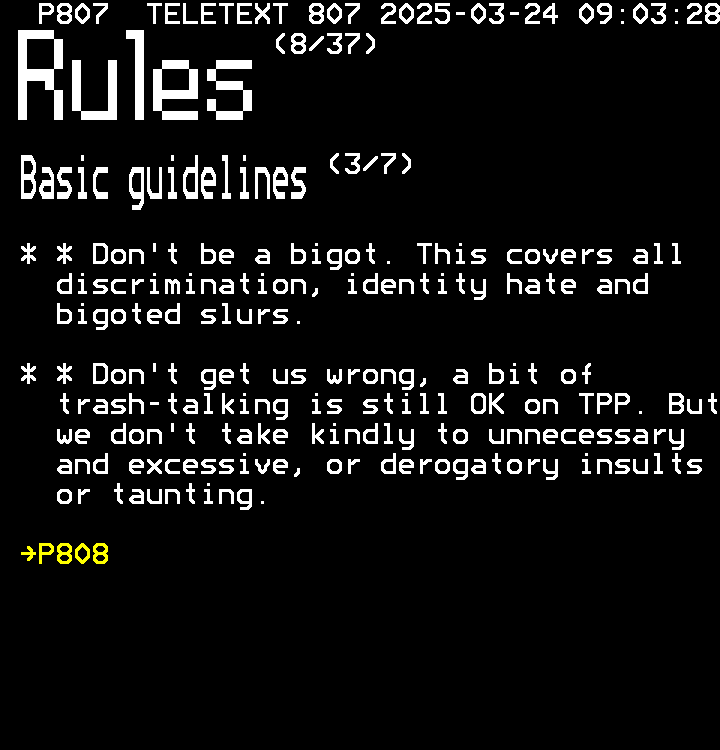 P807 TELETEXT 807 2025-03-24 09:03:28
Rules (8/37)
Basic guidelines (3/7)
* * Don't be a bigot. This covers all
discrimination, identity hate and
bigoted slurs.
* * Don't get us wrong, a bit of
trash-talking is still OK on TPP. But
we don't take kindly to unnecessary
and excessive, or derogatory insults
or taunting.
→P808